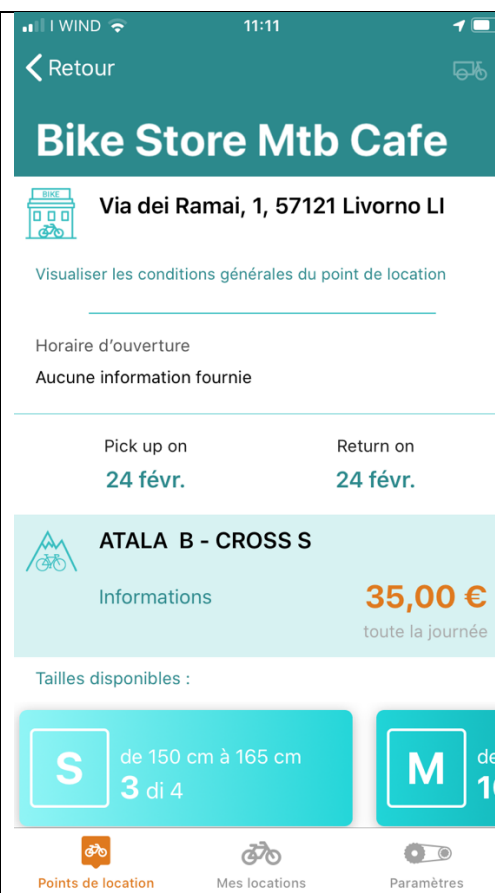 I WIND
11:11
Retour
Bike Store Mtb Cafe
BIKE
Via dei Ramai, 1, 57121 Livorno LI
Visualiser les conditions générales du point de location
Horaire d'ouverture
Aucune information fournie
Pick up on Return on
24 févr. 24 févr.
ATALA B - CROSS S
Informations 35,00 €
toute la journée
Tailles disponibles :
S de 150 cm à 165 cm
3 di 4
M
Points de location Mes locations Paramètres